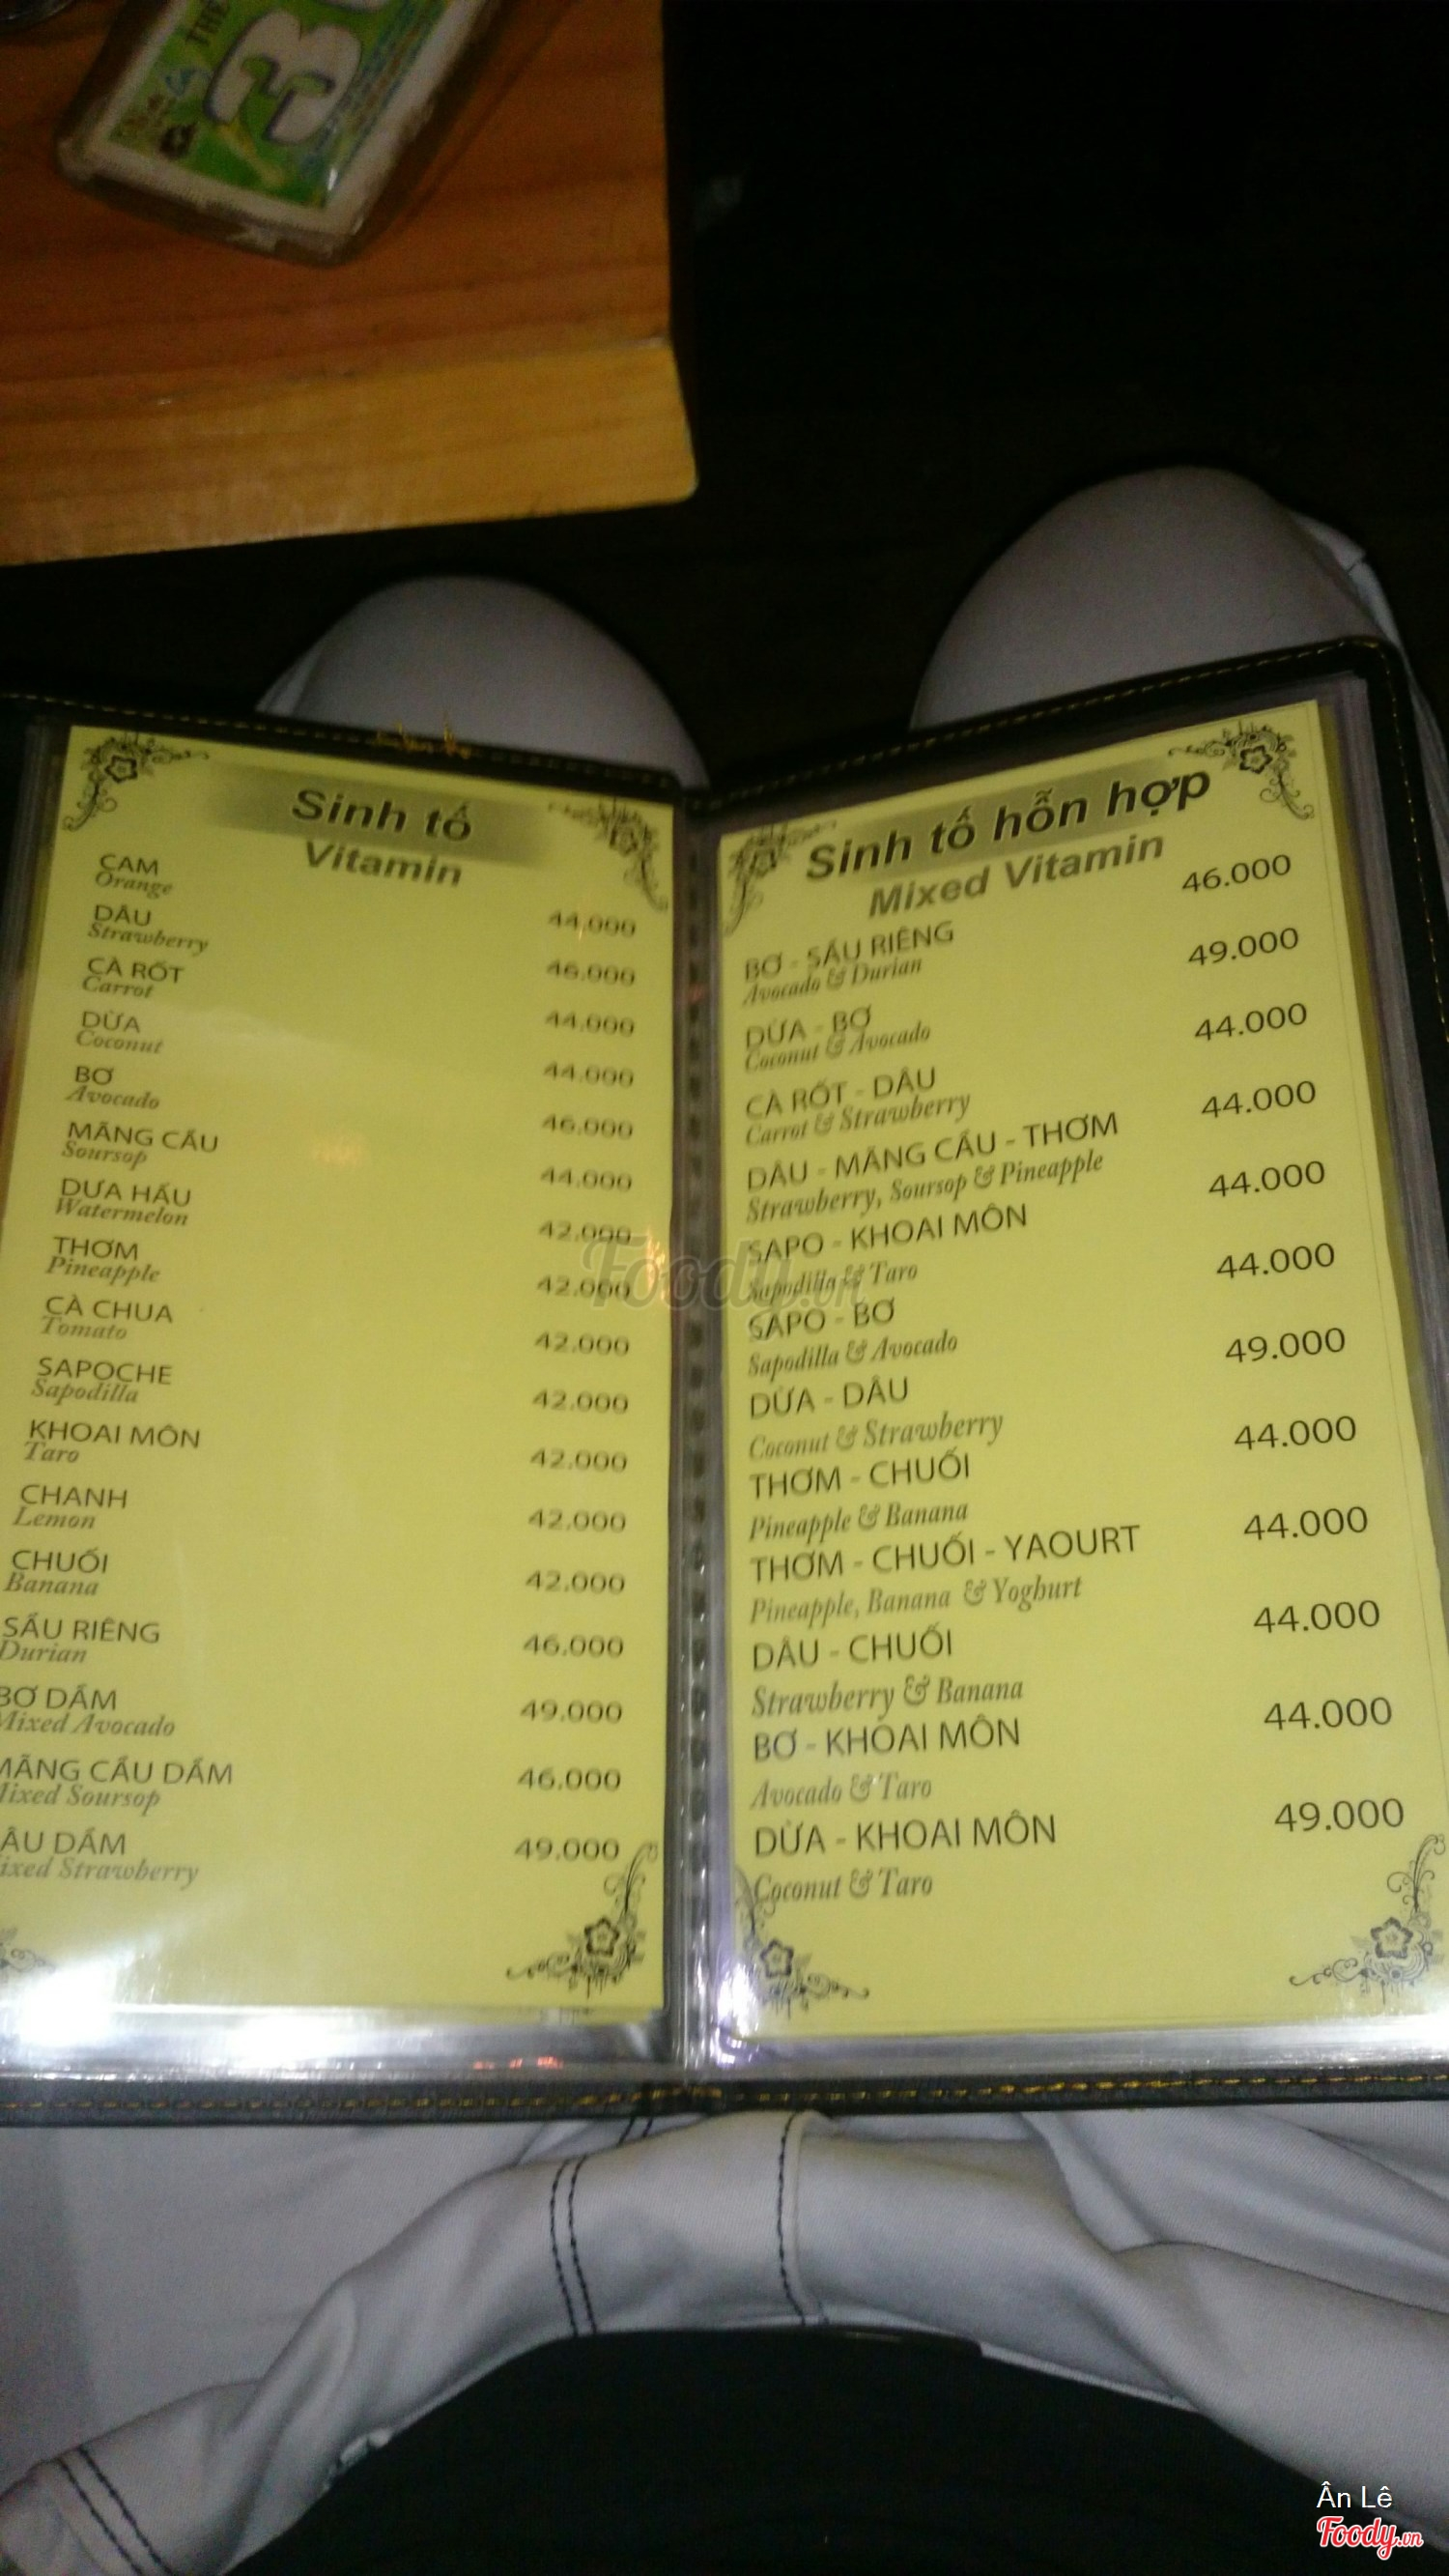 THẺ
Sinh tố
Vitamin
CAM
Orange
44.000
DÂU
Strawberry
46.000
CÀ RỐT
Carrot
44.000
DỪA
Coconut
44.000
BƠ
Avocado
46.000
MÃNG CẦU
Soursop
44.000
DƯA HẤU
Watermelon
42.000
THƠM
Pineapple
42.000
CÀ CHUA
Tomato
42.000
SAPOCHE
Sapodilla
42.000
KHOAI MÔN
Taro
42.000
CHANH
Lemon
42.000
CHUỐI
Banana
42.000
SẦU RIÊNG
Durian
46.000
BƠ DẦM
Mixed Avocado
49.000
MÃNG CẦU DẦM
Mixed Soursop
46.000
ÂU DẦM
ixed Strawberry
49.000
Sinh tố hỗn hợp
Mixed Vitamin
BƠ - SẦU RIÊNG
46.000
Avocado & Durian
DỪA - BƠ
49.000
Coconut & Avocado
CÀ RỐT - DÂU
44.000
Carrot & Strawberry
DÂU - MÃNG CẦU - THƠM
44.000
Strawberry, Soursop & Pineapple
SAPO - KHOAI MÔN
44.000
Sapodilla & Taro
SAPO - BƠ
44.000
Sapodilla & Avocado
DỪA - DÂU
49.000
Coconut & Strawberry
THƠM - CHUỐI
44.000
Pineapple & Banana
THƠM - CHUỐI - YAOURT
44.000
Pineapple, Banana & Yoghurt
DÂU - CHUỐI
44.000
Strawberry & Banana
BƠ - KHOAI MÔN
44.000
Avocado & Taro
DỪA - KHOAI MÔN
49.000
Coconut & Taro
Foody.vn
Ân Lê
Foody.vn